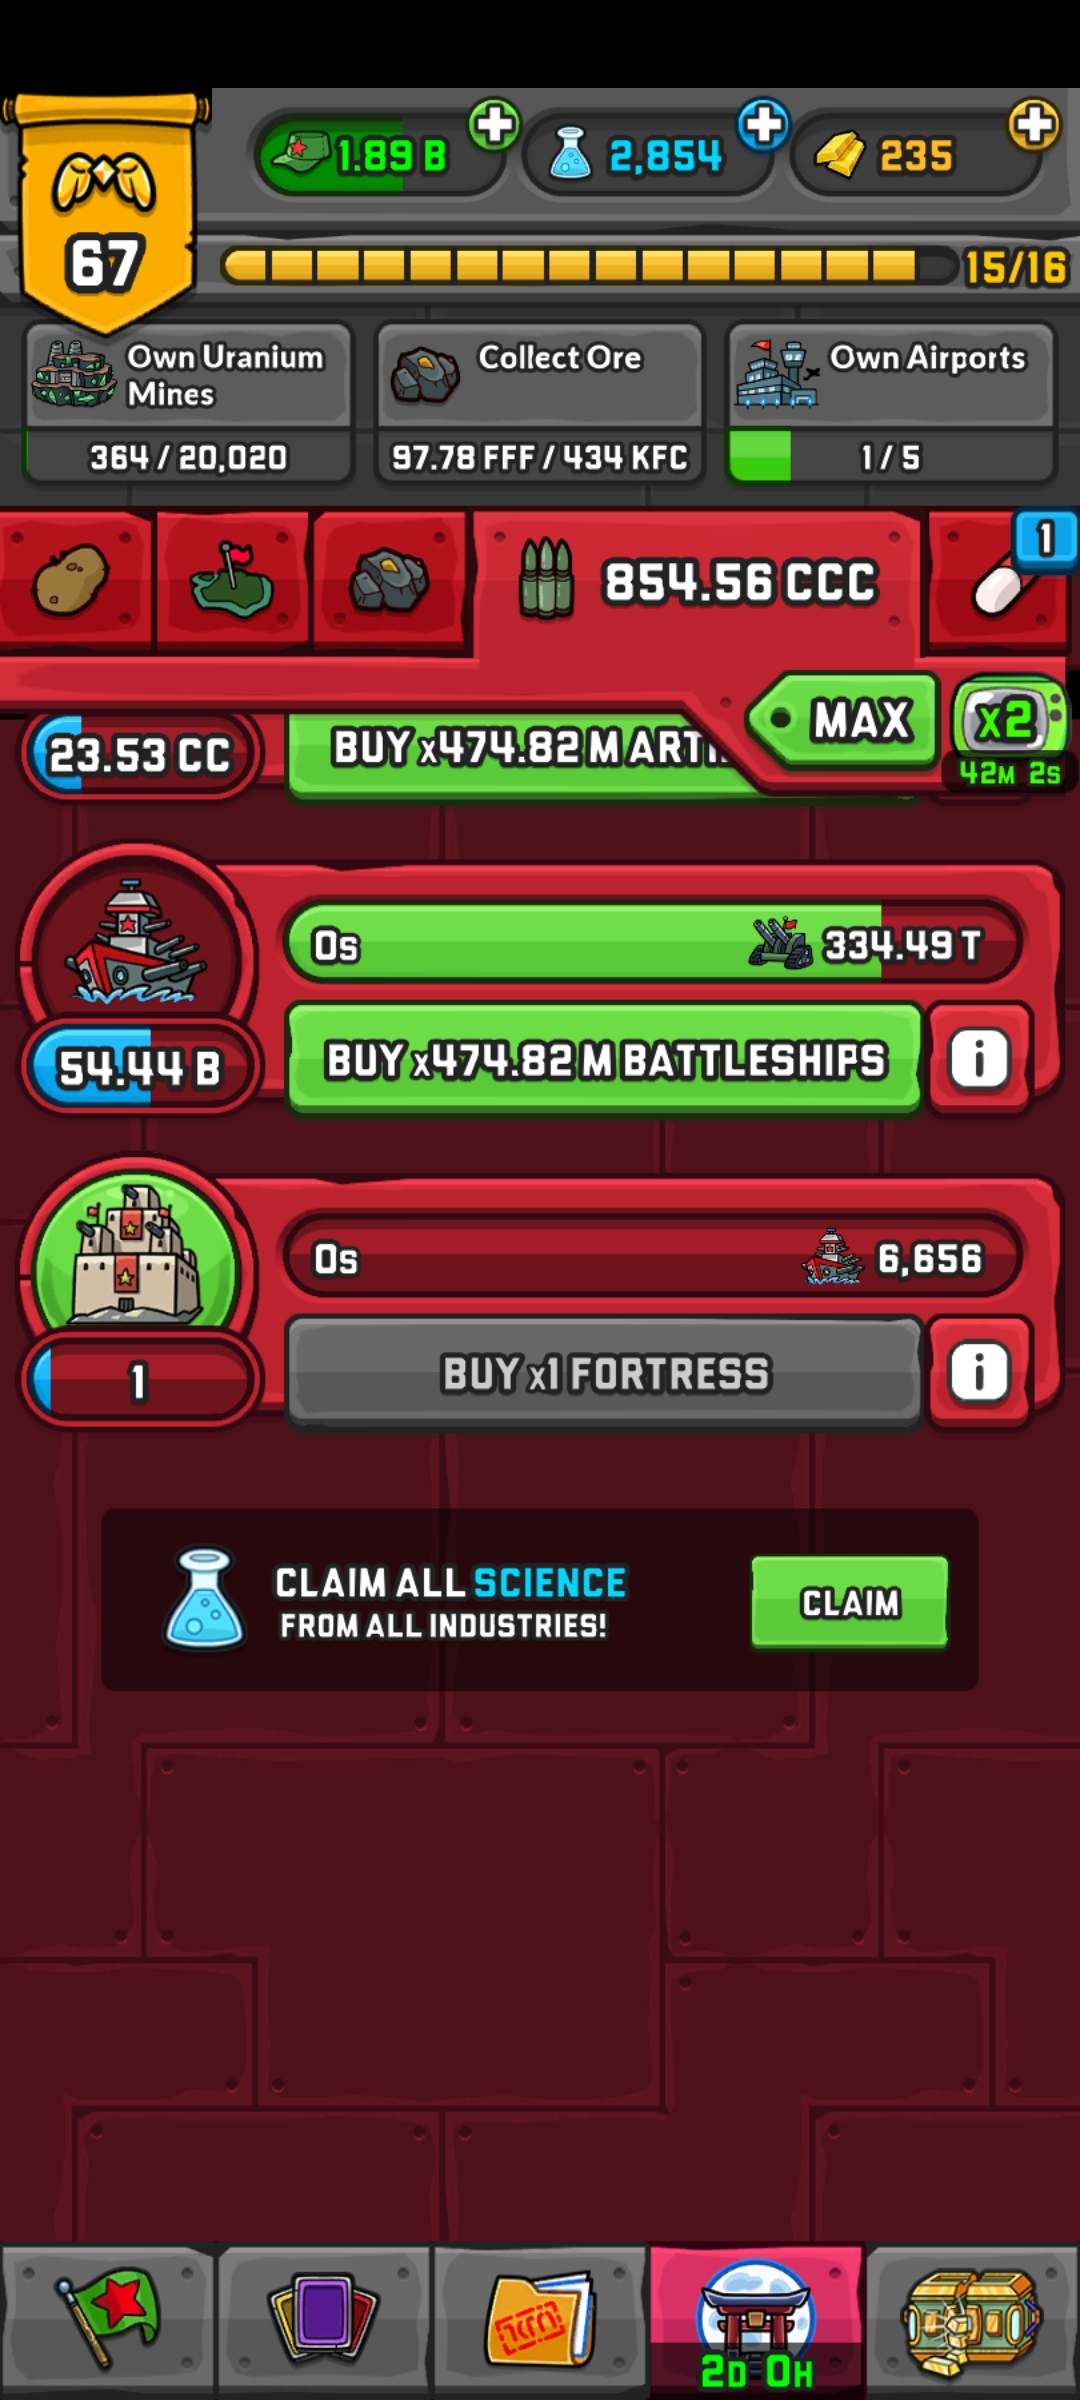 67
1.89 B
2,854
235
15/16
Own Uranium
Mines
364 / 20,020
Collect Ore
97.78 FFF / 434 KFC
Own Airports
1 / 5
854.56 CCC
1
MAX
x2
42M 2S
23.53 CC
BUY x474.82 M ARTI
0s
334.49 T
54.44 B
BUY x474.82 M BATTLESHIPS
i
0s
6,656
1
BUY x1 FORTRESS
i
CLAIM ALL SCIENCE
FROM ALL INDUSTRIES!
CLAIM
2D 0H